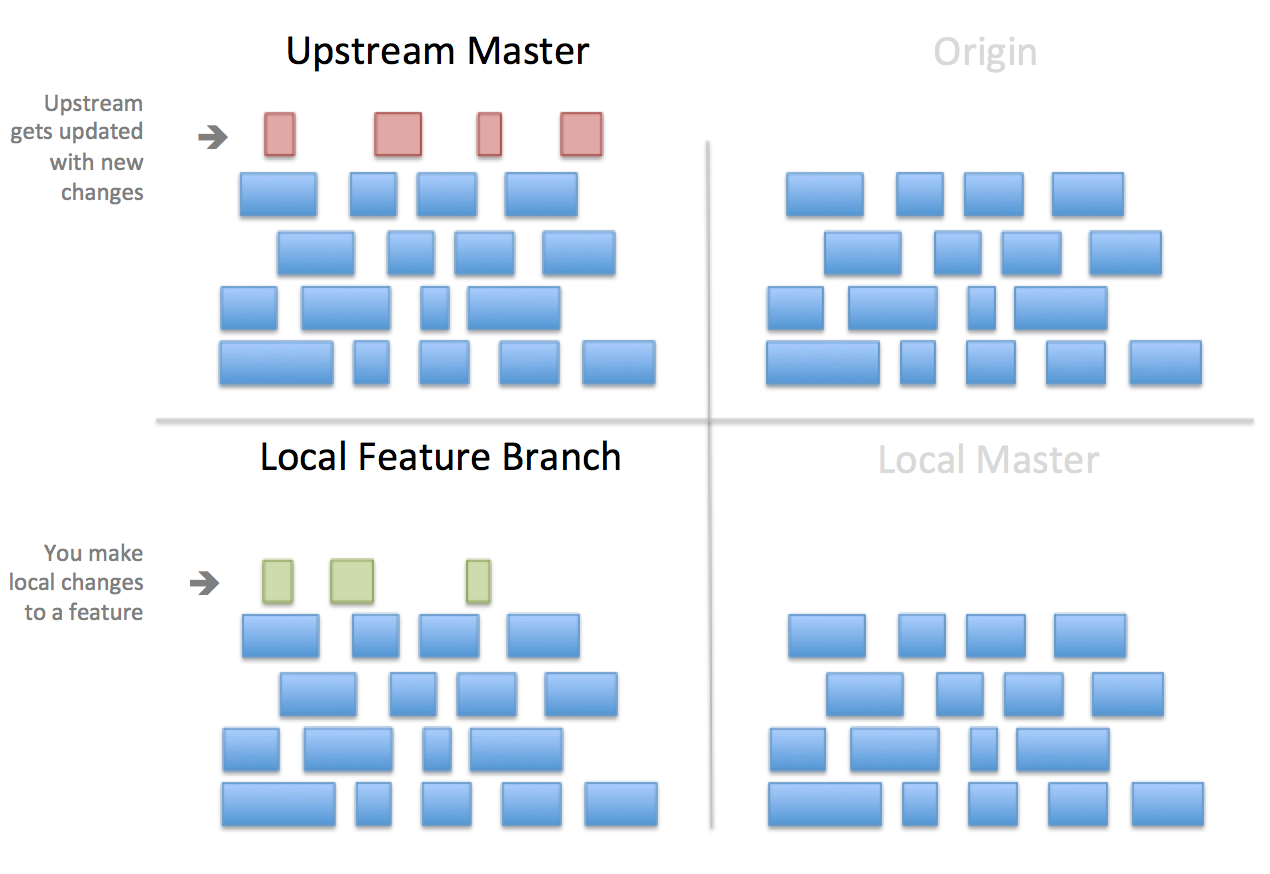 Upstream Master
Origin
Upstream
gets updated
with new
changes
Local Feature Branch
Local Master
You make
local changes
to a feature